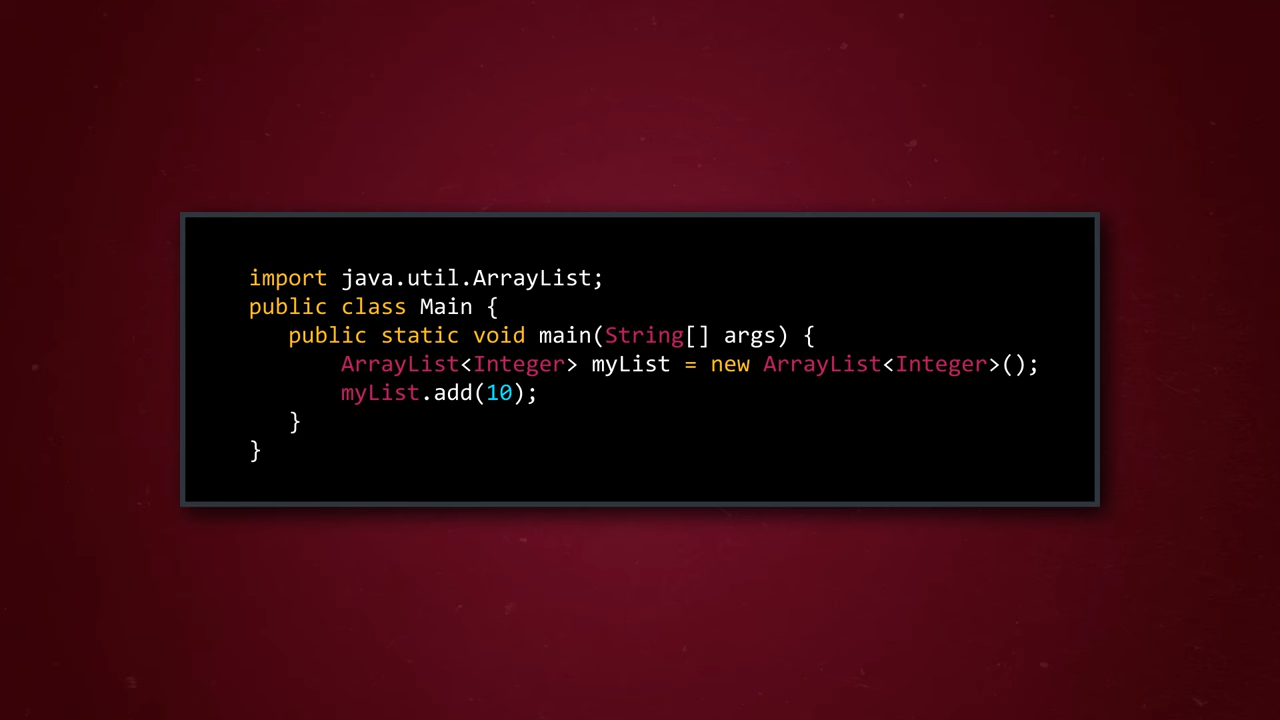 import java.util.ArrayList;
public class Main {
   public static void main(String[] args) {
       ArrayList<Integer> myList = new ArrayList<Integer>();
       myList.add(10);
   }
}